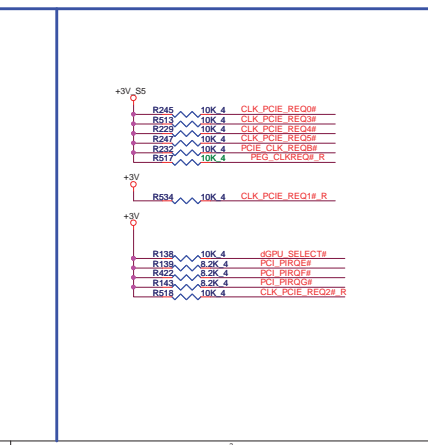 +3V_S5
R245 10K_4 CLK_PCIE_REQ0#
R513 10K_4 CLK_PCIE_REQ3#
R229 10K_4 CLK_PCIE_REQ4#
R247 10K_4 CLK_PCIE_REQ5#
R232 10K_4 PCIE_CLK_REQB#
R517 10K_4 PEG_CLKREQ#_R
+3V
R534 10K_4 CLK_PCIE_REQ1#_R
+3V
R138 10K_4 dGPU_SELECT#
R139 8.2K_4 PCI_PIRQE#
R422 8.2K_4 PCI_PIRQF#
R143 8.2K_4 PCI_PIRQG#
R518 10K_4 CLK_PCIE_REQ2#_R